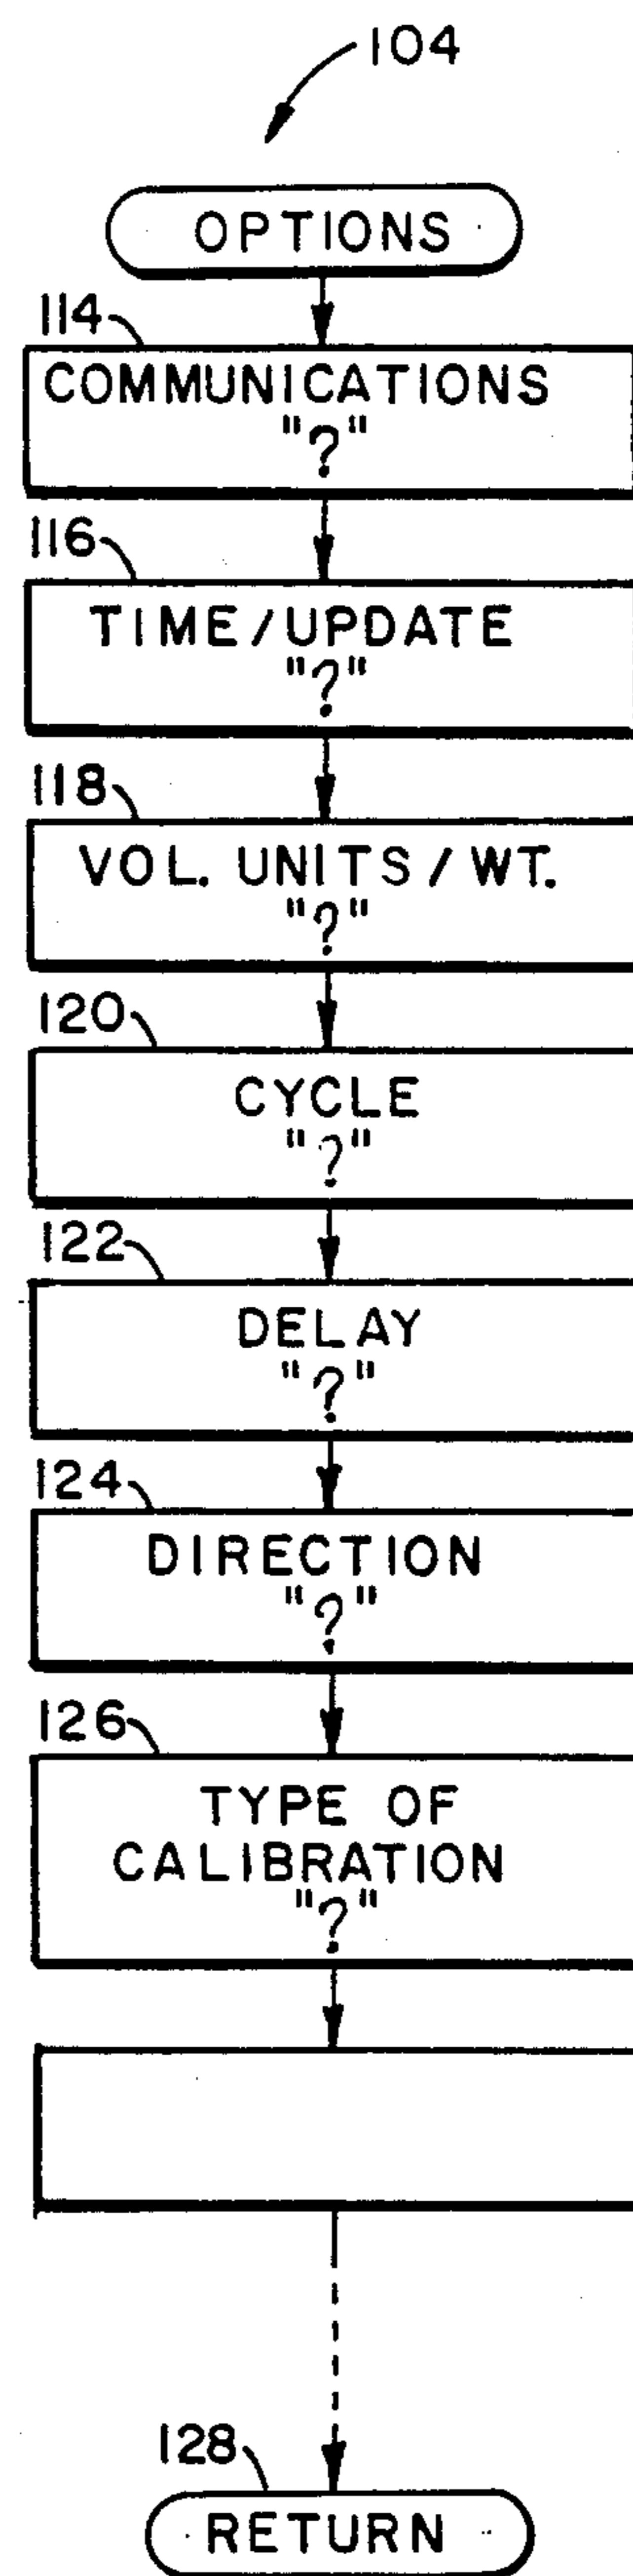 104
OPTIONS
114
COMMUNICATIONS
"?"
116
TIME/UPDATE
"?"
118
VOL. UNITS/WT.
"?"
120
CYCLE
"?"
122
DELAY
"?"
124
DIRECTION
"?"
126
TYPE OF
CALIBRATION
"?"
128
RETURN